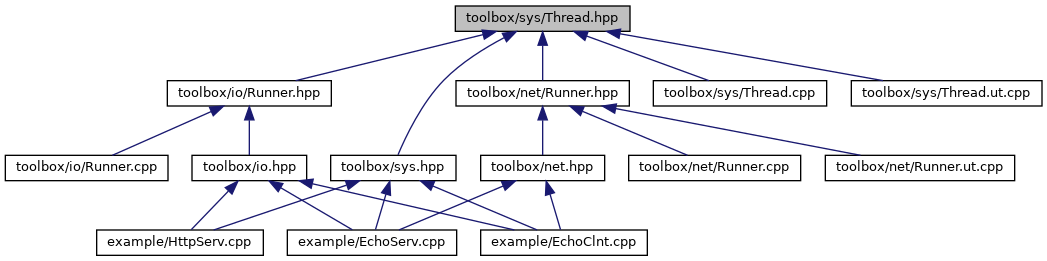 toolbox/sys/Thread.hpp
toolbox/io/Runner.hpp
toolbox/net/Runner.hpp
toolbox/sys/Thread.cpp
toolbox/sys/Thread.ut.cpp
toolbox/io/Runner.cpp
toolbox/io.hpp
toolbox/sys.hpp
toolbox/net.hpp
toolbox/net/Runner.cpp
toolbox/net/Runner.ut.cpp
example/HttpServ.cpp
example/EchoServ.cpp
example/EchoClnt.cpp